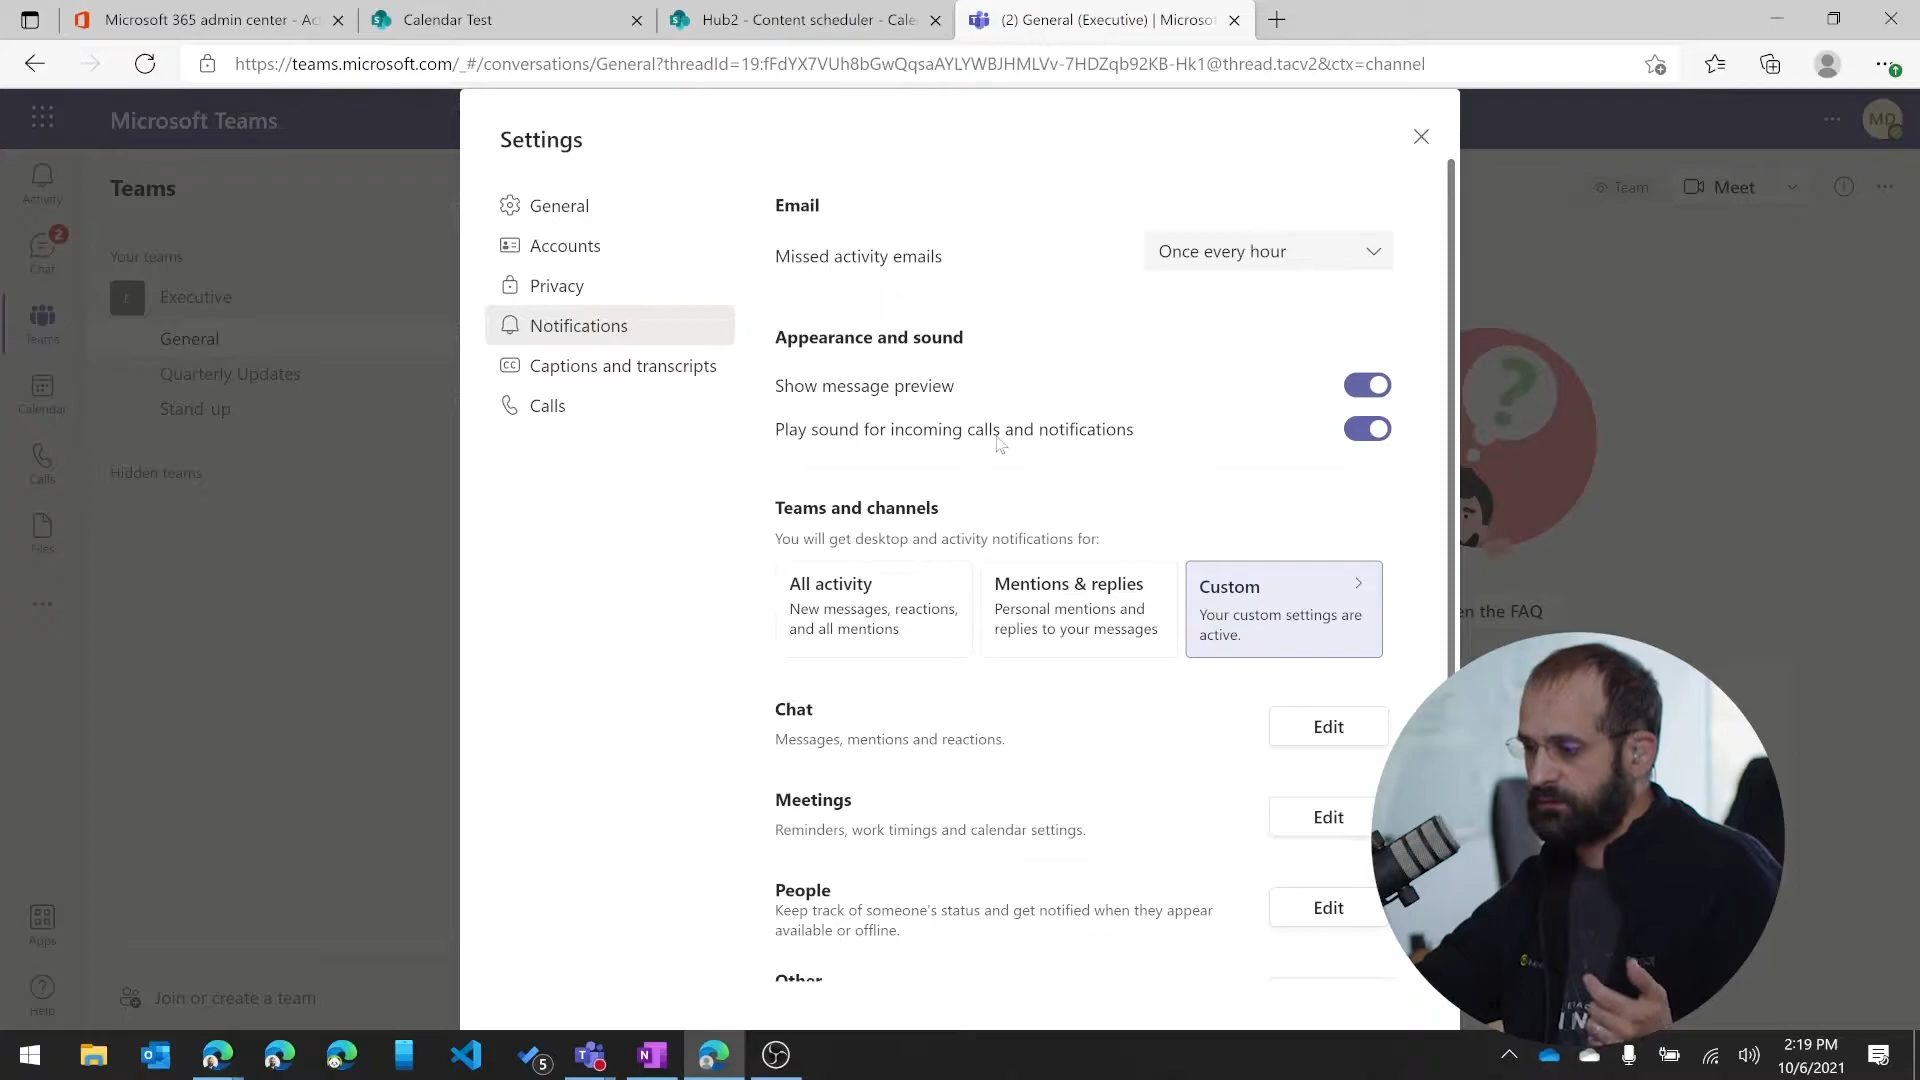 Microsoft 365 admin center - Ac
Calendar Test
Hub2 - Content scheduler - Cale
(2) General (Executive) | Microso
https://teams.microsoft.com/_#/conversations/General?threadId=19:fFdYX7VUh8bGwQqsaAYLYWBJHMLVv-7HDZqb92KB-Hk1@thread.tacv2&ctx=channel
Microsoft Teams
MD
Activity
2
Chat
Teams
Calendar
Calls
Files
Apps
Help
Teams
Your teams
E
Executive
General
Quarterly Updates
Stand up
Hidden teams
Join or create a team
Team
Meet
Settings
General
Accounts
Privacy
Notifications
CC
Captions and transcripts
Calls
Email
Missed activity emails
Once every hour
Appearance and sound
Show message preview
Play sound for incoming calls and notifications
Teams and channels
You will get desktop and activity notifications for:
All activity
New messages, reactions,
and all mentions
Mentions & replies
Personal mentions and
replies to your messages
Custom
Your custom settings are
active.
en the FAQ
Chat
Messages, mentions and reactions.
Edit
Meetings
Reminders, work timings and calendar settings.
Edit
People
Keep track of someone's status and get notified when they appear
available or offline.
Edit
Other
5
2:19 PM
10/6/2021